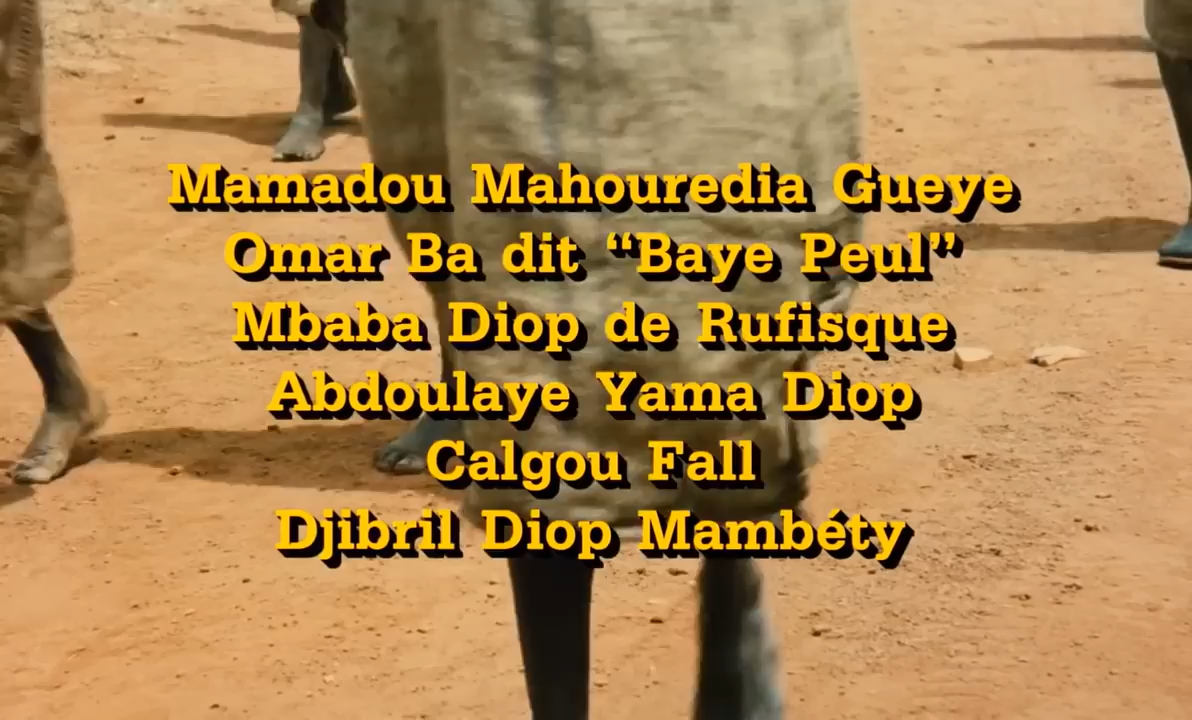 Mamadou Mahouredia Gueye
Omar Ba dit “Baye Peul”
Mbaba Diop de Rufisque
Abdoulaye Yama Diop
Calgou Fall
Djibril Diop Mambéty